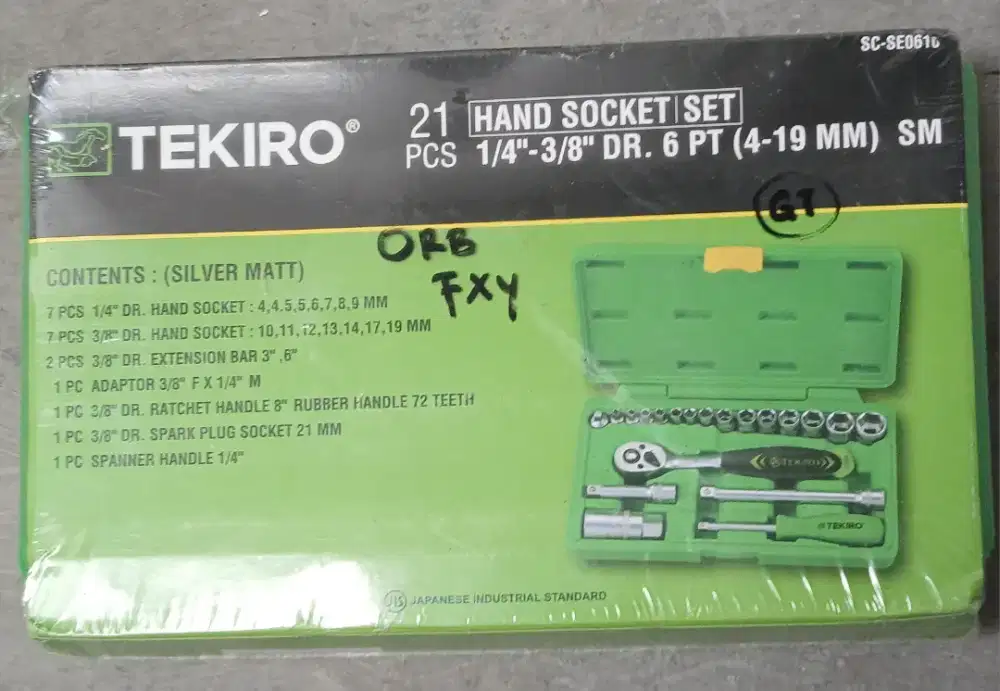 SC-SE0616
TEKIRO®
21 PCS HAND SOCKET SET
1/4"-3/8" DR. 6 PT (4-19 MM) SM
GT
ORB
FXY
CONTENTS : (SILVER MATT)
7 PCS 1/4" DR. HAND SOCKET : 4,4.5,5,6,7,8,9 MM
7 PCS 3/8" DR. HAND SOCKET : 10,11,12,13,14,17,19 MM
2 PCS 3/8" DR. EXTENSION BAR 3" ,6"
1 PC ADAPTOR 3/8" F X 1/4" M
1 PC 3/8" DR. RATCHET HANDLE 8" RUBBER HANDLE 72 TEETH
1 PC 3/8" DR. SPARK PLUG SOCKET 21 MM
1 PC SPANNER HANDLE 1/4"
TEKIRO
TEKIRO
JIS JAPANESE INDUSTRIAL STANDARD